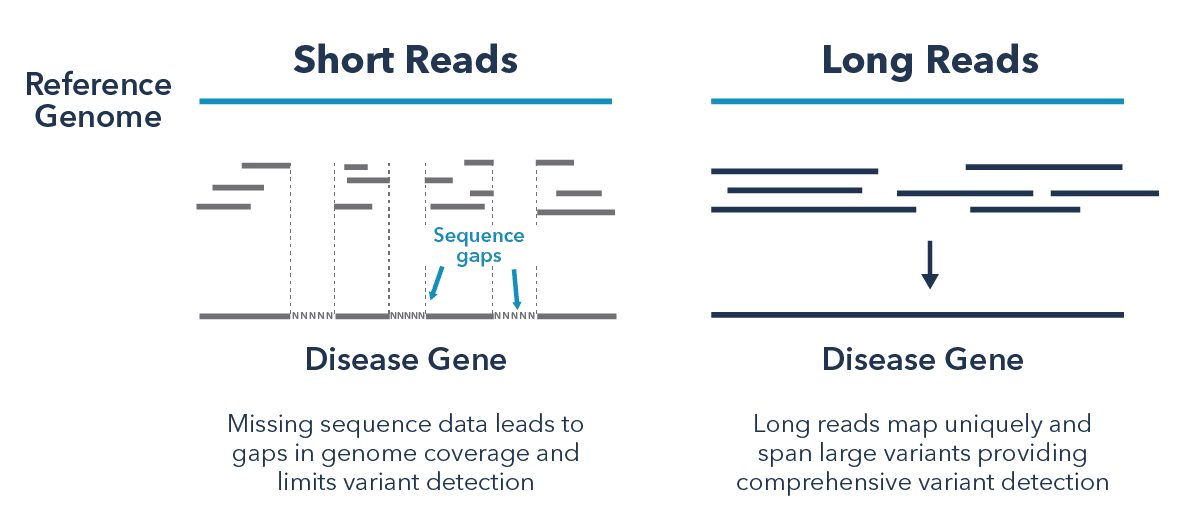 Short Reads
Long Reads
Reference
Genome
Sequence
gaps
NNNNN
NNNNN
NNNNN
Disease Gene
Disease Gene
Missing sequence data leads to
gaps in genome coverage and
limits variant detection
Long reads map uniquely and
span large variants providing
comprehensive variant detection